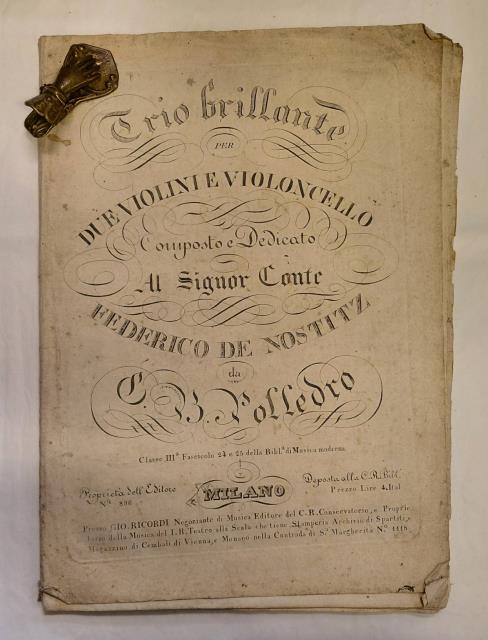 Trio brillante
PER
DUE VIOLINI E VIOLONCELLO
Composto e Dedicato
Al Signor Conte
FEDERICO DE NOSTITZ
da
G. B. Polledro
Classe III.ª Fascicolo 24 e 25 della Bibl.ª di Musica moderna.
Proprietà dell'Editore
MILANO
Deposta alla C. R. Bibl.
Prezzo Lire 4. Ital
Presso GIO. RICORDI Negoziante di Musica Editore del C. R. Conservatorio, e Proprie
tario della Musica del I. R. Teatro alla Scala che tiene Stamperia Archivio di Spartiti, e
Magazzino di Cembali di Vienna, e Monaco nella Contrada di S.ª Margherita N.º 1118.